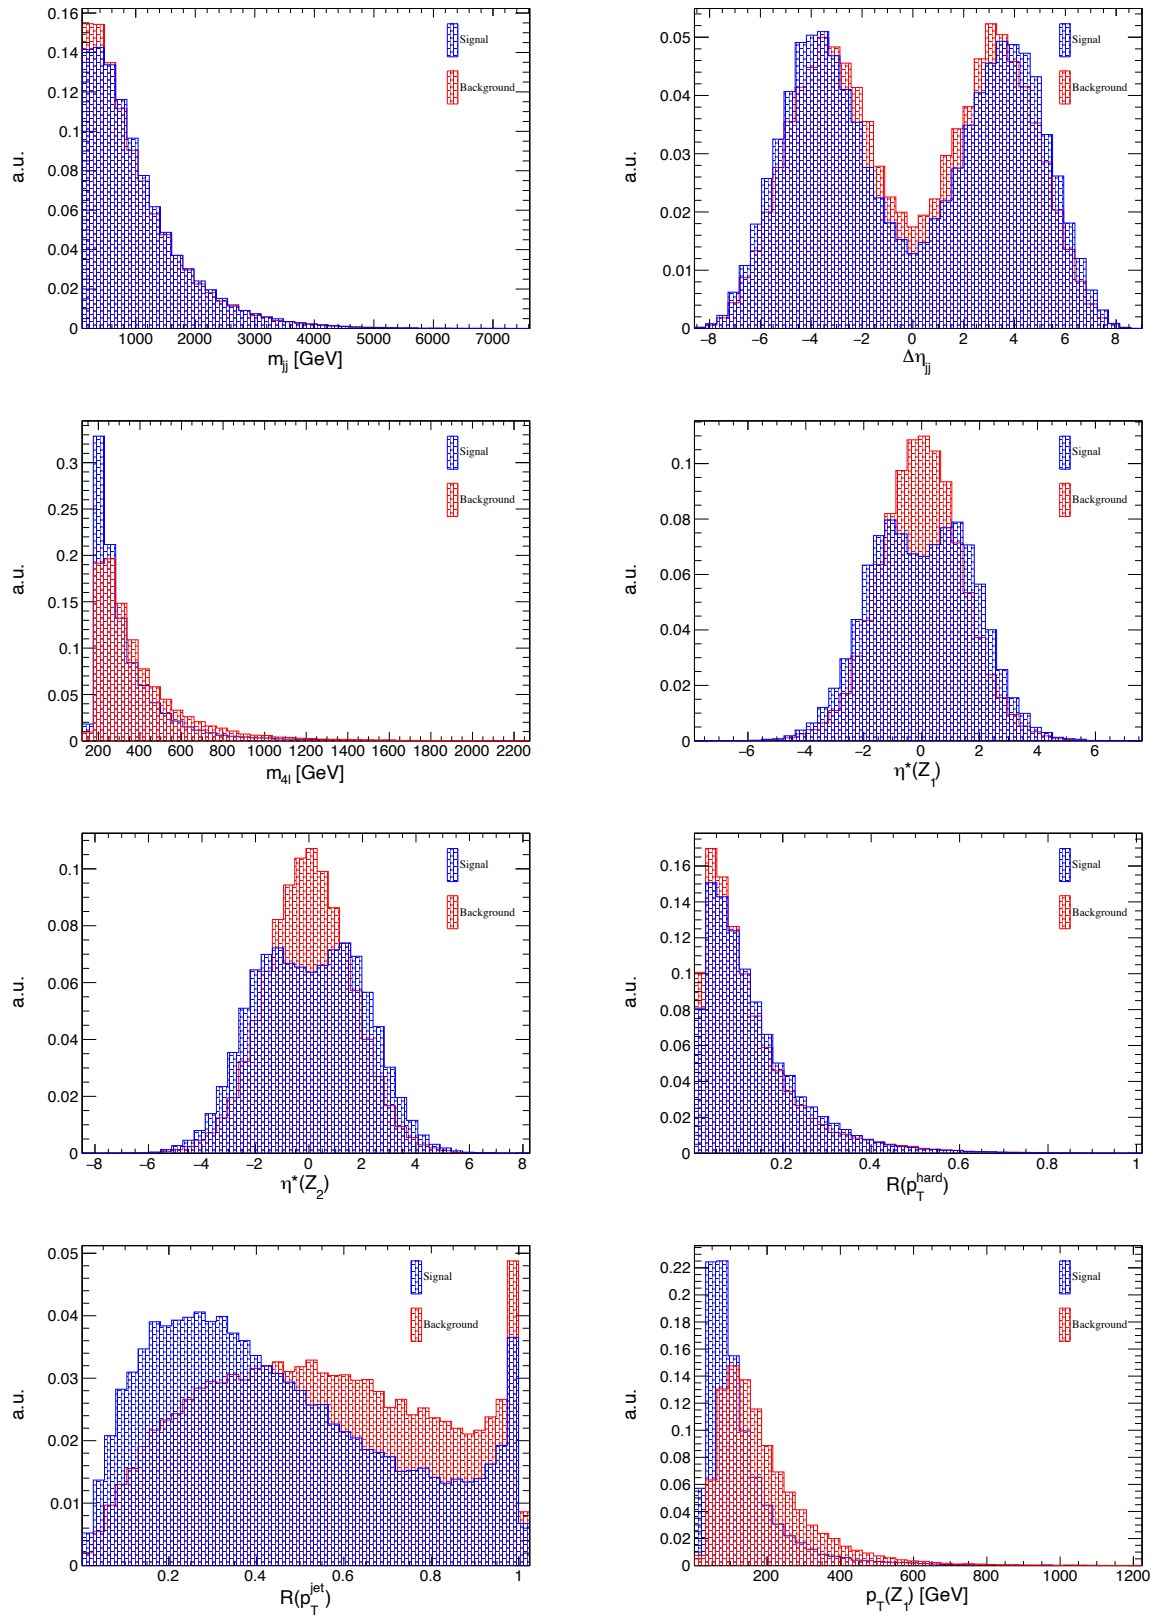 0.16
0.14
0.12
0.1
0.08
0.06
0.04
0.02
0
a.u.
Signal
Background
1000 2000 3000 4000 5000 6000 7000
m_jj [GeV]
0.05
0.04
0.03
0.02
0.01
0
a.u.
Signal
Background
−8 −6 −4 −2 0 2 4 6 8
Δη_jj
0.3
0.25
0.2
0.15
0.1
0.05
0
a.u.
Signal
Background
200 400 600 800 1000 1200 1400 1600 1800 2000 2200
m_4l [GeV]
0.1
0.08
0.06
0.04
0.02
0
a.u.
Signal
Background
−6 −4 −2 0 2 4 6
η*(Z_1)
0.1
0.08
0.06
0.04
0.02
0
a.u.
Signal
Background
−8 −6 −4 −2 0 2 4 6 8
η*(Z_2)
0.16
0.14
0.12
0.1
0.08
0.06
0.04
0.02
0
a.u.
Signal
Background
0.2 0.4 0.6 0.8 1
R(p_T^hard)
0.05
0.04
0.03
0.02
0.01
0
a.u.
Signal
Background
0.2 0.4 0.6 0.8 1
R(p_T^jet)
0.22
0.2
0.18
0.16
0.14
0.12
0.1
0.08
0.06
0.04
0.02
0
a.u.
Signal
Background
200 400 600 800 1000 1200
p_T(Z_1) [GeV]